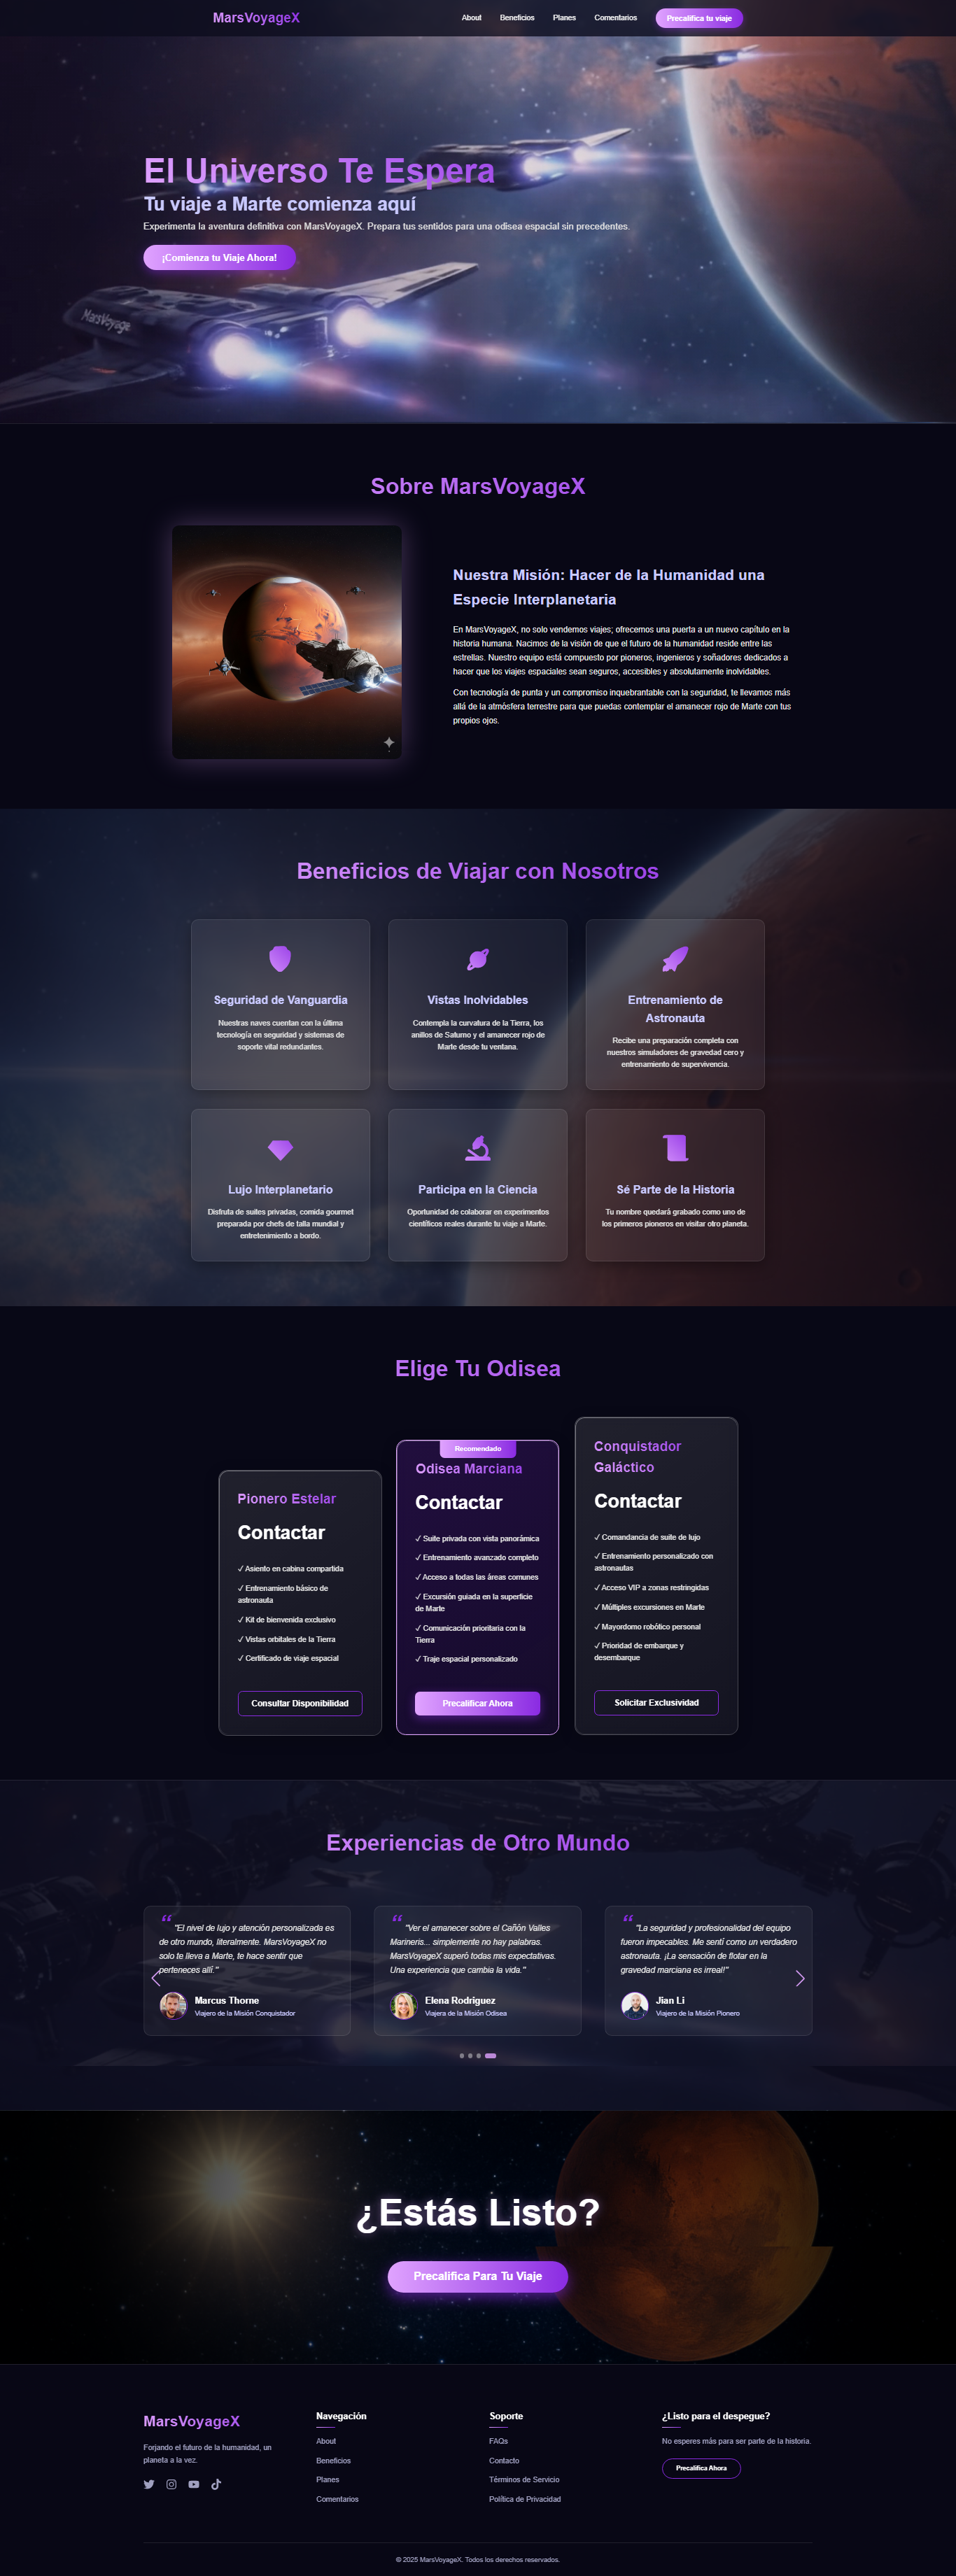 MarsVoyageX
About
Beneficios
Planes
Comentarios
Precalifica tu viaje
El Universo Te Espera
Tu viaje a Marte comienza aquí
Experimenta la aventura definitiva con MarsVoyageX. Prepara tus sentidos para una odisea espacial sin precedentes.
¡Comienza tu Viaje Ahora!
MarsVoyage
Sobre MarsVoyageX
Nuestra Misión: Hacer de la Humanidad una
Especie Interplanetaria
En MarsVoyageX, no solo vendemos viajes; ofrecemos una puerta a un nuevo capítulo en la
historia humana. Nacimos de la visión de que el futuro de la humanidad reside entre las
estrellas. Nuestro equipo está compuesto por pioneros, ingenieros y soñadores dedicados a
hacer que los viajes espaciales sean seguros, accesibles y absolutamente inolvidables.
Con tecnología de punta y un compromiso inquebrantable con la seguridad, te llevamos más
allá de la atmósfera terrestre para que puedas contemplar el amanecer rojo de Marte con tus
propios ojos.
Beneficios de Viajar con Nosotros
Seguridad de Vanguardia
Nuestras naves cuentan con la última
tecnología en seguridad y sistemas de
soporte vital redundantes.
Vistas Inolvidables
Contempla la curvatura de la Tierra, los
anillos de Saturno y el amanecer rojo de
Marte desde tu ventana.
Entrenamiento de
Astronauta
Recibe una preparación completa con
nuestros simuladores de gravedad cero y
entrenamiento de supervivencia.
Lujo Interplanetario
Disfruta de suites privadas, comida gourmet
preparada por chefs de talla mundial y
entretenimiento a bordo.
Participa en la Ciencia
Oportunidad de colaborar en experimentos
científicos reales durante tu viaje a Marte.
Sé Parte de la Historia
Tu nombre quedará grabado como uno de
los primeros pioneros en visitar otro planeta.
Elige Tu Odisea
Pionero Estelar
Contactar
✓ Asiento en cabina compartida
✓ Entrenamiento básico de
astronauta
✓ Kit de bienvenida exclusivo
✓ Vistas orbitales de la Tierra
✓ Certificado de viaje espacial
Consultar Disponibilidad
Recomendado
Odisea Marciana
Contactar
✓ Suite privada con vista panorámica
✓ Entrenamiento avanzado completo
✓ Acceso a todas las áreas comunes
✓ Excursión guiada en la superficie
de Marte
✓ Comunicación prioritaria con la
Tierra
✓ Traje espacial personalizado
Precalificar Ahora
Conquistador
Galáctico
Contactar
✓ Comandancia de suite de lujo
✓ Entrenamiento personalizado con
astronautas
✓ Acceso VIP a zonas restringidas
✓ Múltiples excursiones en Marte
✓ Mayordomo robótico personal
✓ Prioridad de embarque y
desembarque
Solicitar Exclusividad
Experiencias de Otro Mundo
“ "El nivel de lujo y atención personalizada es
de otro mundo, literalmente. MarsVoyageX no
solo te lleva a Marte, te hace sentir que
perteneces allí."
Marcus Thorne
Viajero de la Misión Conquistador
“ "Ver el amanecer sobre el Cañón Valles
Marineris... simplemente no hay palabras.
MarsVoyageX superó todas mis expectativas.
Una experiencia que cambia la vida."
Elena Rodriguez
Viajera de la Misión Odisea
“ "La seguridad y profesionalidad del equipo
fueron impecables. Me sentí como un verdadero
astronauta. ¡La sensación de flotar en la
gravedad marciana es irreal!"
Jian Li
Viajero de la Misión Pionero
¿Estás Listo?
Precalifica Para Tu Viaje
MarsVoyageX
Forjando el futuro de la humanidad, un
planeta a la vez.
Navegación
About
Beneficios
Planes
Comentarios
Soporte
FAQs
Contacto
Términos de Servicio
Política de Privacidad
¿Listo para el despegue?
No esperes más para ser parte de la historia.
Precalifica Ahora
© 2025 MarsVoyageX. Todos los derechos reservados.